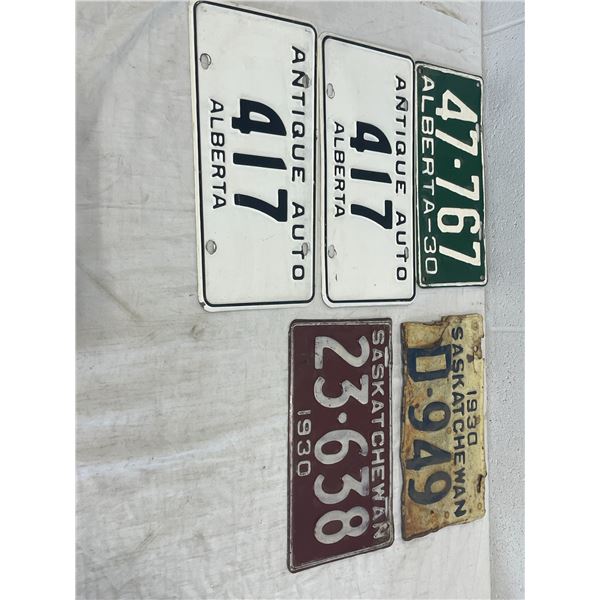 ANTIQUE AUTO
417
ALBERTA
ANTIQUE AUTO
417
ALBERTA
47-767
ALBERTA-30
SASKATCHEWAN
23-638
1930
1930
SASKATCHEWAN
D-949